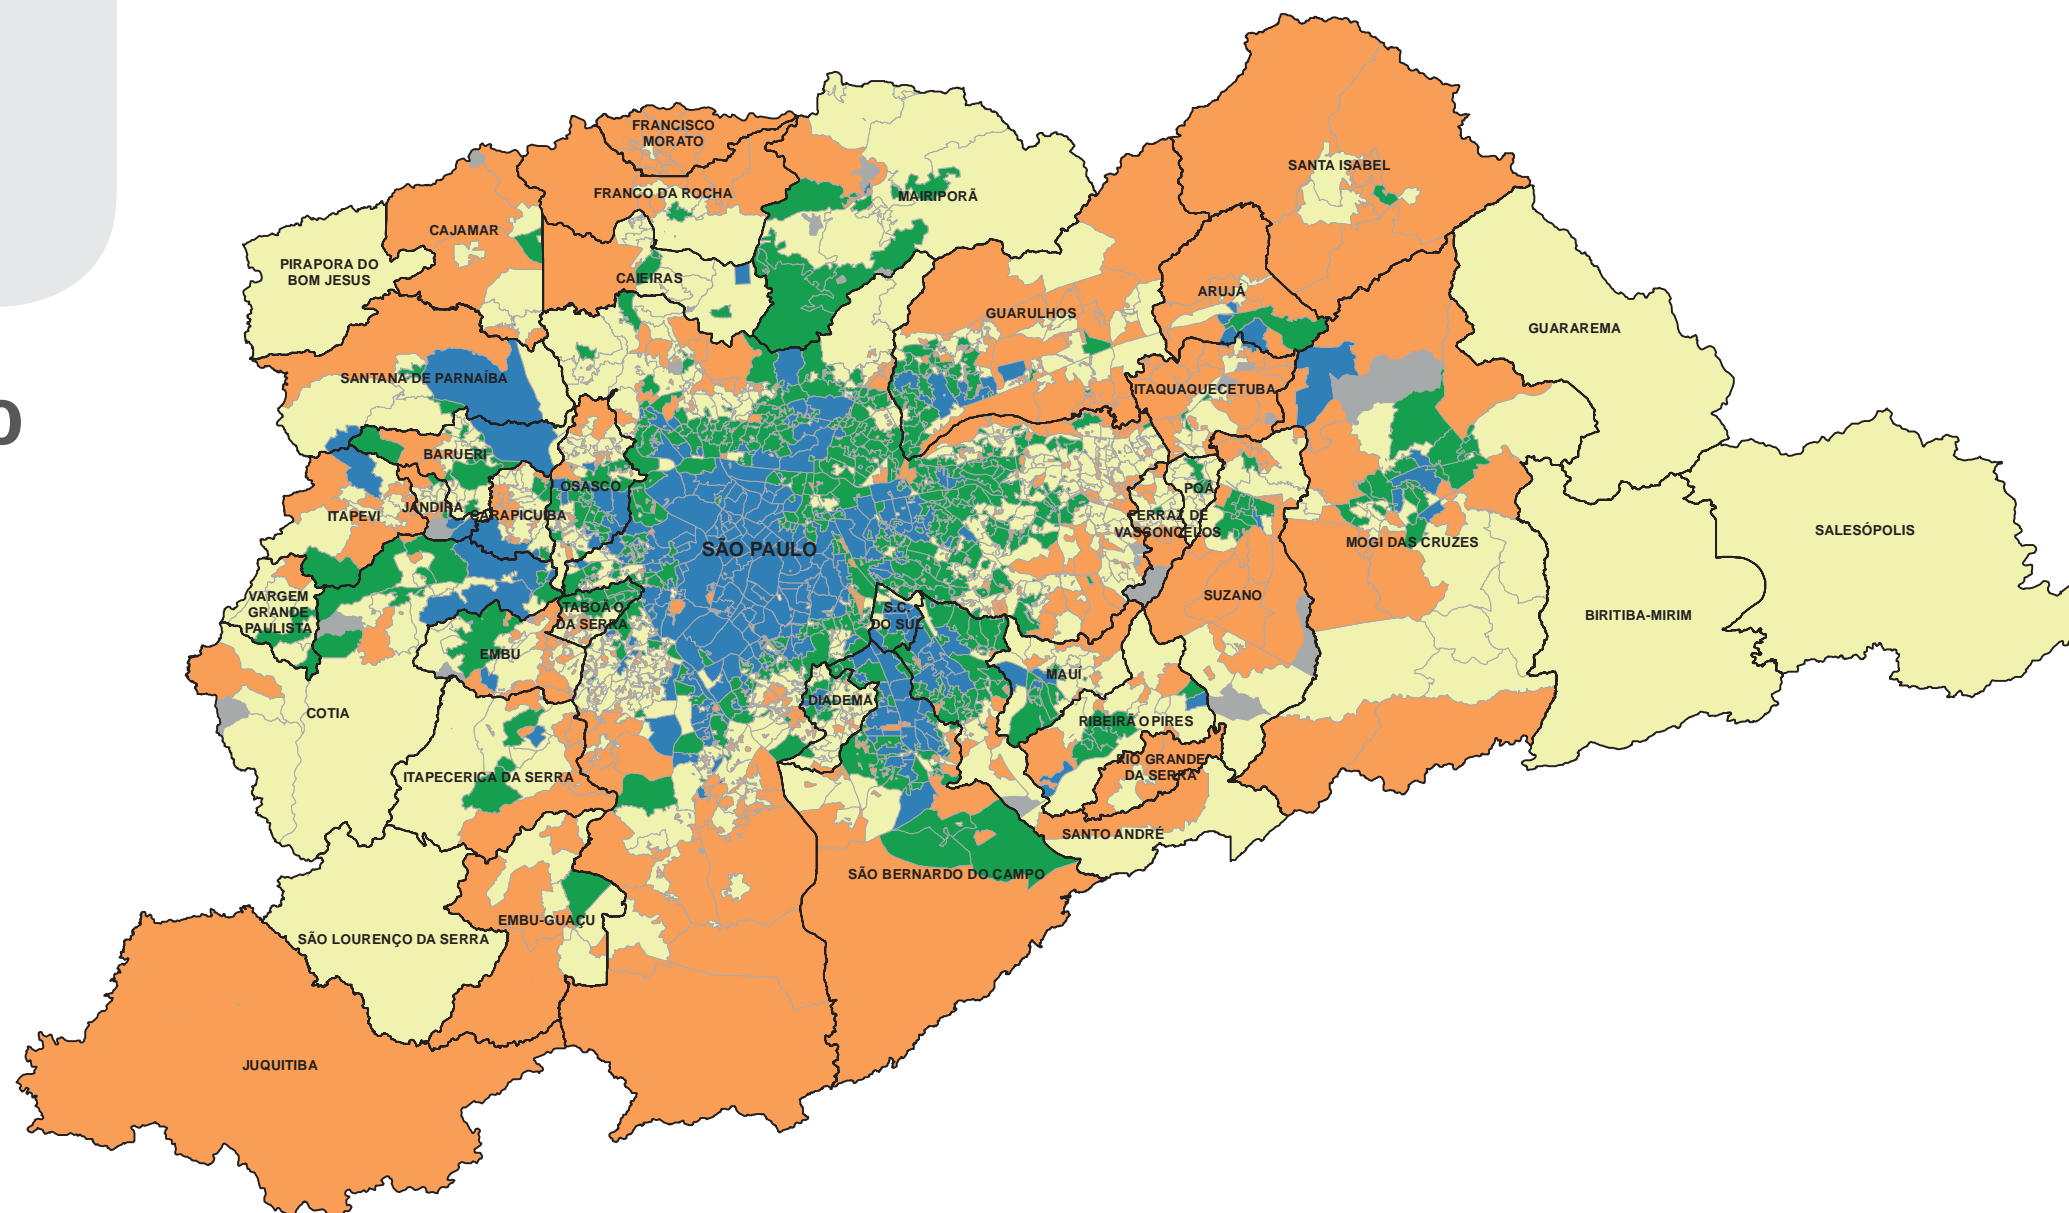 FRANCISCO
MORATO
SANTA ISABEL
FRANCO DA ROCHA
MAIRIPORÃ
CAJAMAR
PIRAPORA DO
BOM JESUS
CAIEIRAS
ARUJÁ
GUARULHOS
GUARAREMA
SANTANA DE PARNAÍBA
ITAQUAQUECETUBA
O
BARUERI
OSASCO
POÁ
JANDIRA
CARAPICUÍBA
ITAPEVI
FERRAZ DE
VASCONCELOS
SALESÓPOLIS
SÃO PAULO
MOGI DAS CRUZES
VARGEM
GRANDE
PAULISTA
SUZANO
TABOÃO
DA SERRA
S.C.
DO SUL
BIRITIBA-MIRIM
EMBU
MAUÁ
DIADEMA
COTIA
RIBEIRÃO PIRES
RIO GRANDE
DA SERRA
ITAPECERICA DA SERRA
SANTO ANDRÉ
SÃO BERNARDO DO CAMPO
EMBU-GUAÇU
SÃO LOURENÇO DA SERRA
JUQUITIBA